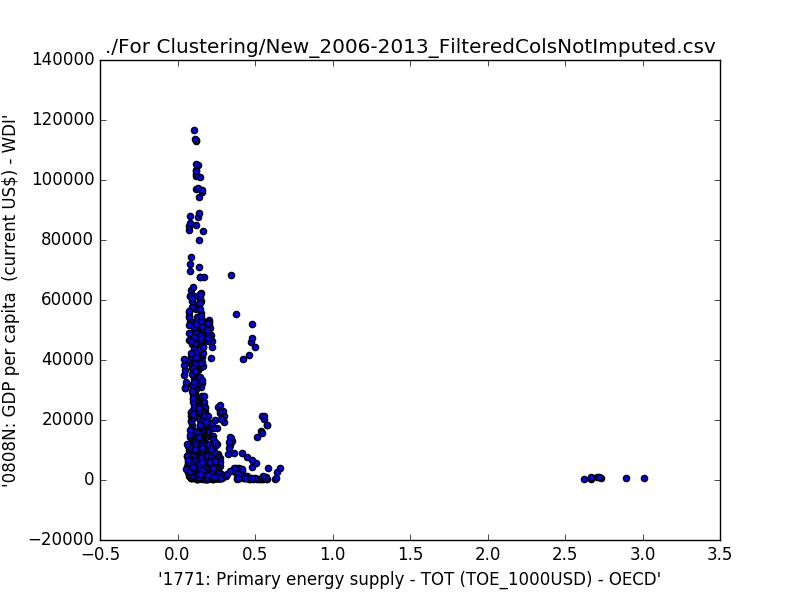 ./For Clustering/New_2006-2013_FilteredColsNotImputed.csv
140000
120000
100000
80000
60000
40000
20000
0
−20000
'0808N: GDP per capita  (current US$) - WDI'
−0.5 0.0 0.5 1.0 1.5 2.0 2.5 3.0 3.5
'1771: Primary energy supply - TOT (TOE_1000USD) - OECD'